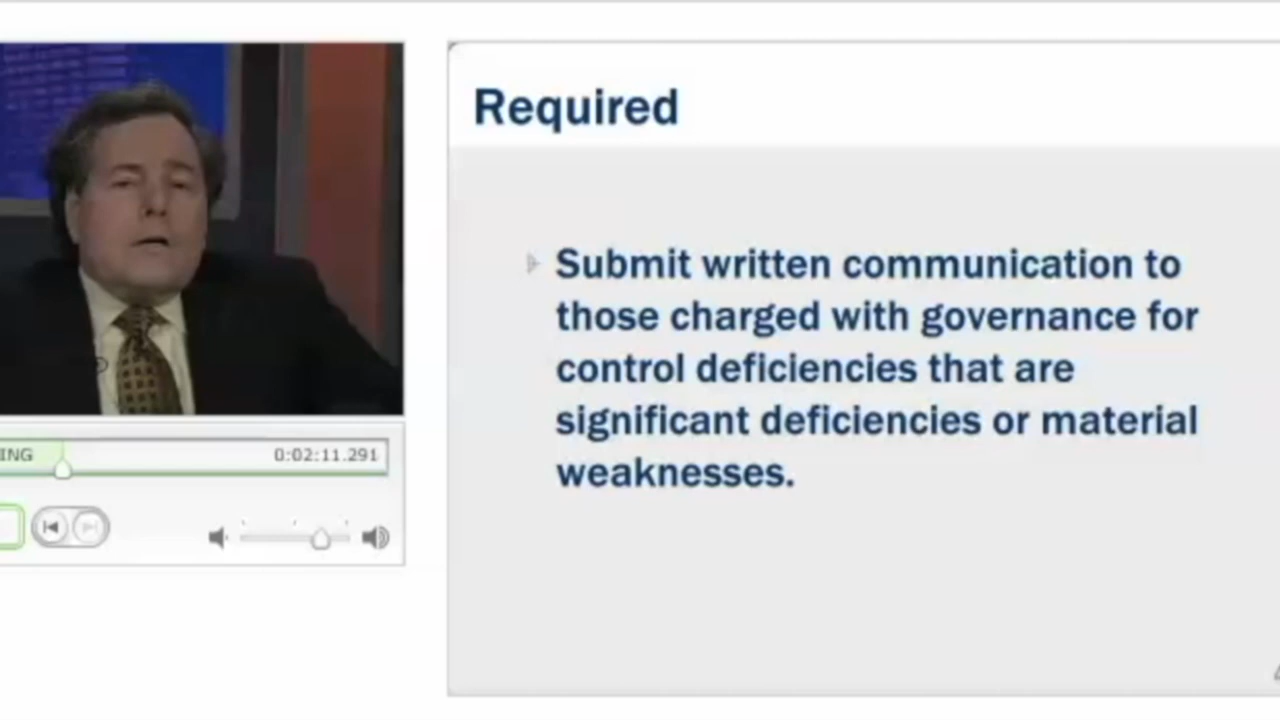 Required
Submit written communication to
those charged with governance for
control deficiencies that are
significant deficiencies or material
weaknesses.
ING 0:02:11.291
4